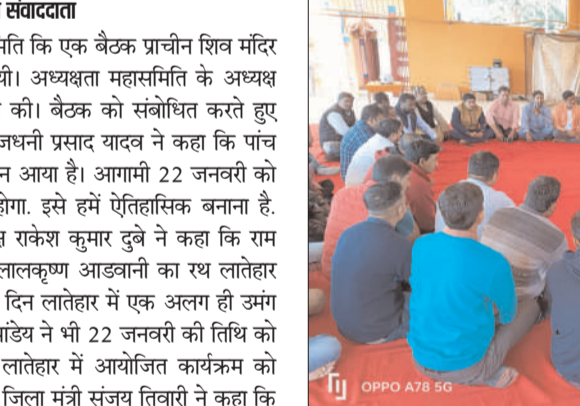 संवाददाता
कि एक बैठक प्राचीन शिव मंदिर
अध्यक्षता महासमिति के अध्यक्ष
की। बैठक को संबोधित करते हुए
प्रसाद यादव ने कहा कि पांच
आया है। आगामी 22 जनवरी को
इसे हमें ऐतिहासिक बनाना है.
राकेश कुमार दुबे ने कहा कि राम
लालकृष्ण आडवानी का रथ लातेहार
दिन लातेहार में एक अलग ही उमंग
ने भी 22 जनवरी की तिथि को
लातेहार में आयोजित कार्यक्रम को
जिला मंत्री संजय तिवारी ने कहा कि
OPPO A78 5G